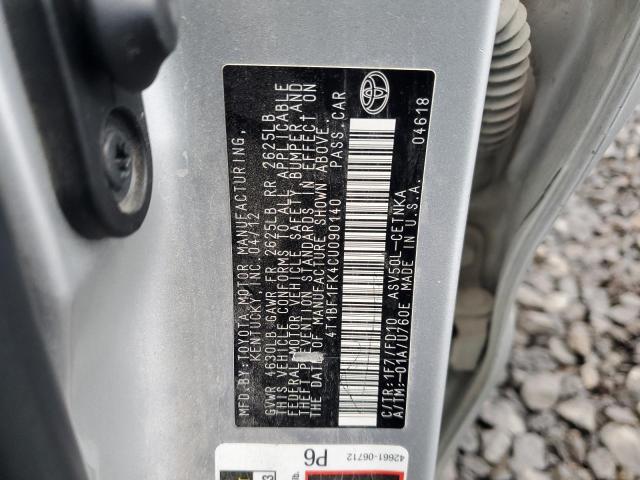 MFD.BY:TOYOTA MOTOR MANUFACTURING,
KENTUCKY, INC. 04/12
GVWR 4630LB GAWR FR 2625LB RR 2625LB
THIS VEHICLE CONFORMS TO ALL APPLICABLE
FEDERAL MOTOR VEHICLE SAFETY, BUMPER, AND
THEFT PREVENTION STANDARDS IN EFFECT ON
THE DATE OF MANUFACTURE SHOWN ABOVE.
4T1BF1FK4CU090140 PASS.CAR
C/TR:1F7/FD10 ASV50L-CETNKA
A/TM:-01A/U760E MADE IN U.S.A. 04618
P6
42661-06712